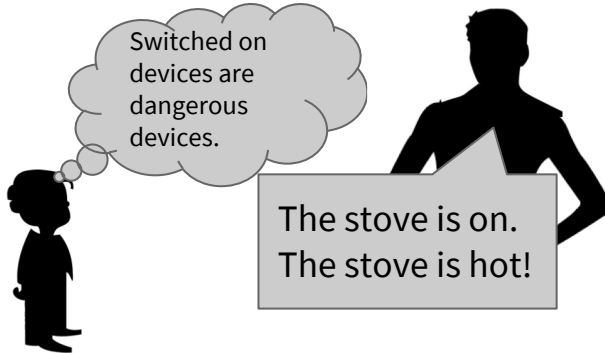 Switched on
devices are
dangerous
devices.
The stove is on.
The stove is hot!